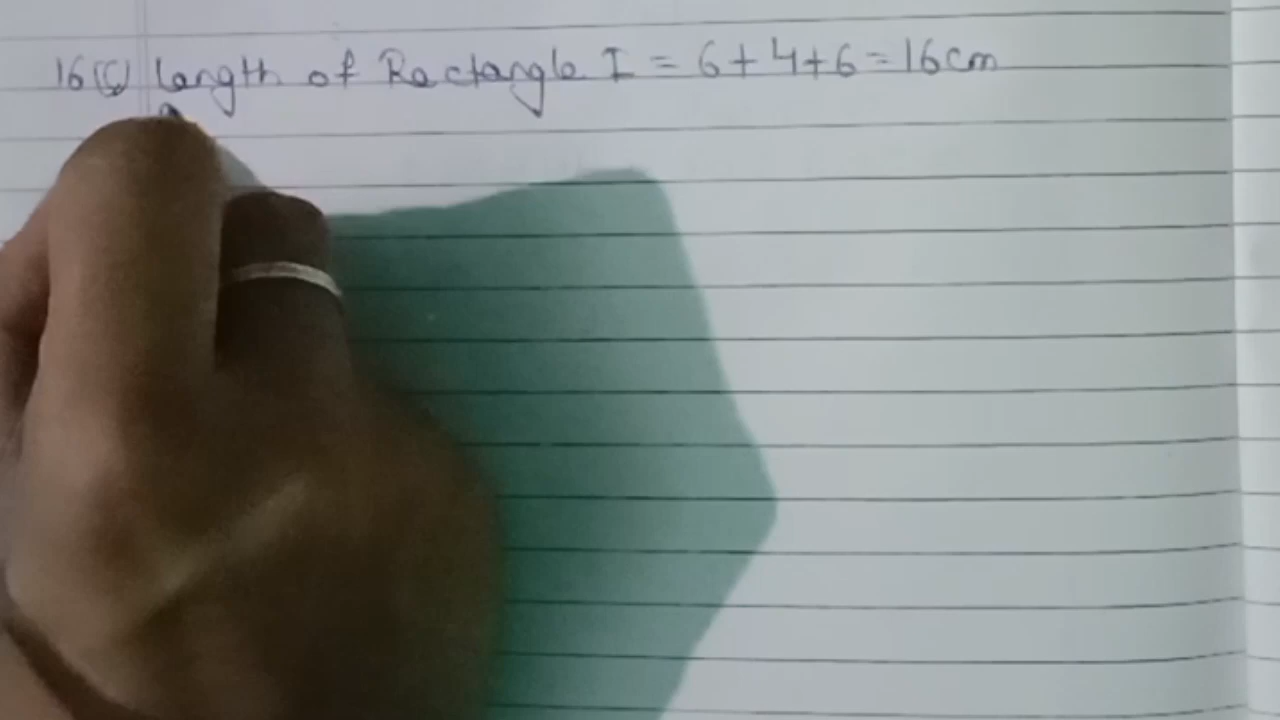 16(c) Length of Rectangle I = 6+4+6=16cm